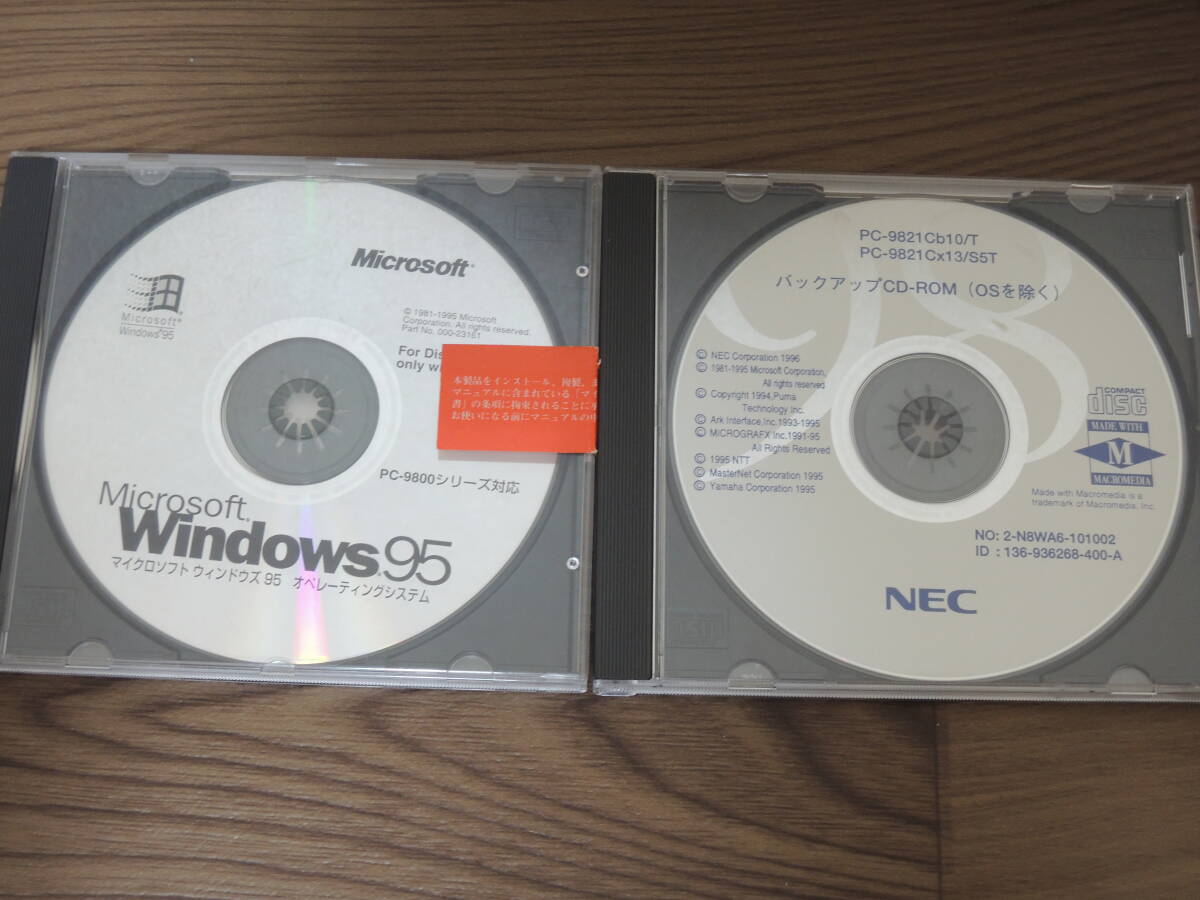 Microsoft
Microsoft
Windows 95
© 1981-1995 Microsoft
Corporation. All rights reserved.
Part No. 000-23161
For Dis
only w
本製品をインストール、複製、ま
マニュアルに含まれている「マイ
書」の条項に拘束されることに
お使いになる前にマニュアルの中
PC-9800シリーズ対応
Microsoft
Windows 95
マイクロソフト ウィンドウズ 95 オペレーティングシステム
98
PC-9821Cb10/T
PC-9821Cx13/S5T
バックアップCD-ROM（OSを除く）
© NEC Corporation 1996
© 1981-1995 Microsoft Corporation,
All rights reserved
© Copyright 1994,Puma
Technology Inc.
© Ark Interface,Inc.1993-1995
© MICROGRAFX Inc.1991-95
All Rights Reserved
© 1995 NTT
© MasterNet Corporation 1995
© Yamaha Corporation 1995
COMPACT
disc
MADE WITH
M
MACROMEDIA
Made with Macromedia is a
trademark of Macromedia, Inc.
NO: 2-N8WA6-101002
ID : 136-936268-400-A
NEC